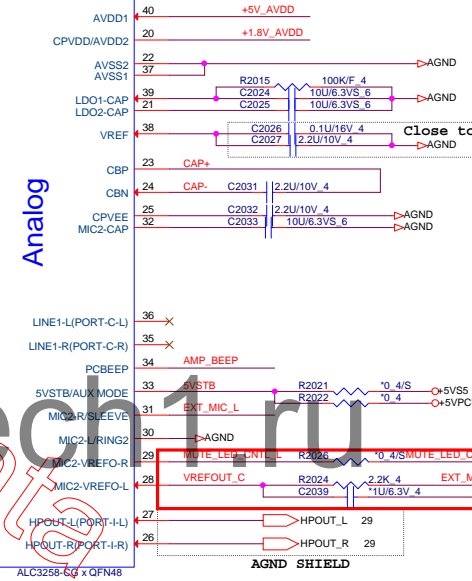 AVDD1 40 +5V_AVDD
CPVDD/AVDD2 20 +1.8V_AVDD
AVSS2 22 AGND
AVSS1 37
R2015 100K/F_4
LDO1-CAP 39 C2024 10U/6.3VS_6 AGND
LDO2-CAP 21 C2025 10U/6.3VS_6
VREF 38 C2026 0.1U/16V_4 Close to
C2027 2.2U/10V_4 AGND
CBP 23 CAP+
CBN 24 CAP- C2031 2.2U/10V_4
CPVEE 25 C2032 2.2U/10V_4 AGND
MIC2-CAP 32 C2033 10U/6.3VS_6 AGND
Analog
LINE1-L(PORT-C-L) 36
LINE1-R(PORT-C-R) 35
PCBEEP 34 AMP_BEEP
5VSTB/AUX MODE 33 5VSTB R2021 *0_4/S +5VS5
R2022 *0_4 +5VPC
MIC2-R/SLEEVE 31 EXT_MIC_L
MIC2-L/RING2 30 AGND
MIC2-VREFO-R 29 MUTE_LED_CNTL_L R2026 *0_4/S MUTE_LED_C
MIC2-VREFO-L 28 VREFOUT_C R2024 2.2K_4 EXT_M
C2039 *1U/6.3V_4
HPOUT-L(PORT-I-L) 27 HPOUT_L 29
HPOUT-R(PORT-I-R) 26 HPOUT_R 29
AGND SHIELD
ALC3258-CG x QFN48
ech1.ru